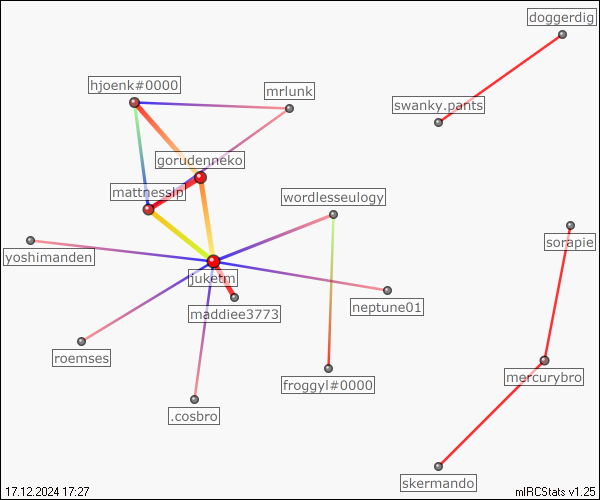 doggerdig
hjoenk#0000
mrlunk
swanky.pants
gorudenneko
mattnesslp
wordlesseulogy
sorapie
yoshimanden
juketm
maddiee3773
neptune01
roemses
froggyl#0000
mercurybro
.cosbro
skermando
17.12.2024 17:27
mIRCStats v1.25